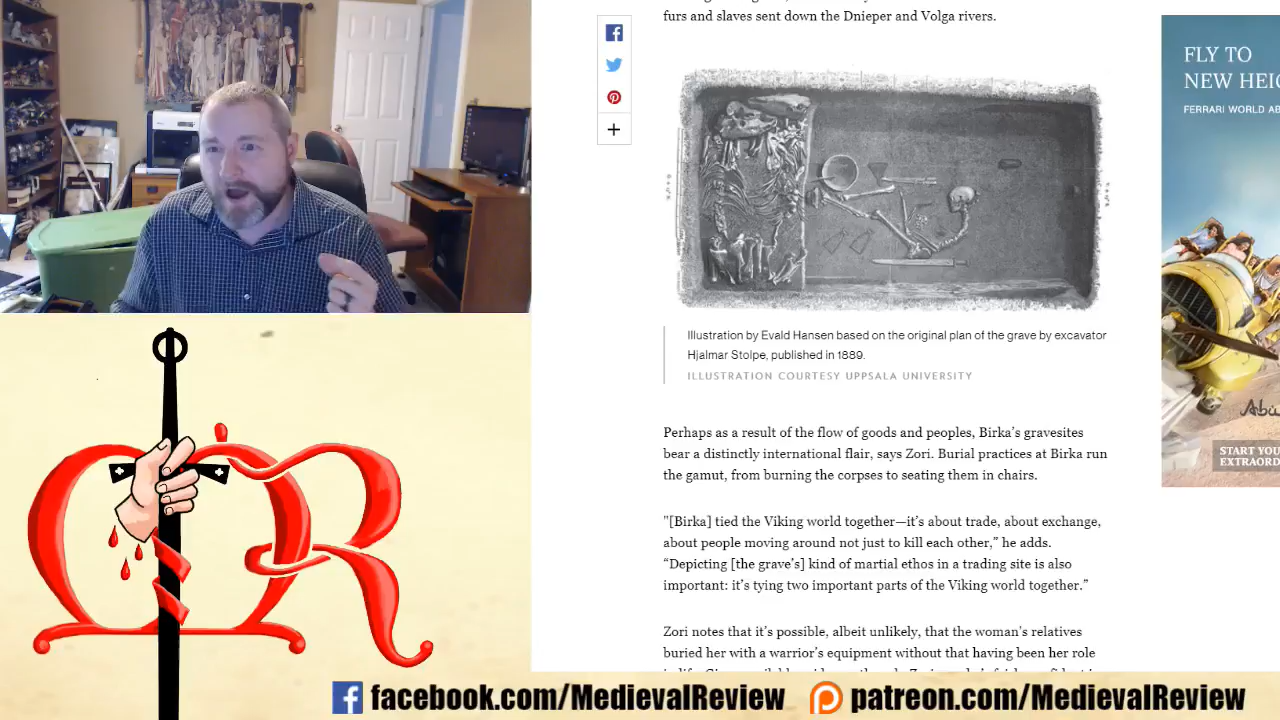 furs and slaves sent down the Dnieper and Volga rivers.
Illustration by Evald Hansen based on the original plan of the grave by excavator
Hjalmar Stolpe, published in 1889.
ILLUSTRATION COURTESY UPPSALA UNIVERSITY
Perhaps as a result of the flow of goods and peoples, Birka's gravesites
bear a distinctly international flair, says Zori. Burial practices at Birka run
the gamut, from burning the corpses to seating them in chairs.
"[Birka] tied the Viking world together—it's about trade, about exchange,
about people moving around not just to kill each other," he adds.
“Depicting [the grave's] kind of martial ethos in a trading site is also
important: it's tying two important parts of the Viking world together.”
Zori notes that it's possible, albeit unlikely, that the woman's relatives
buried her with a warrior's equipment without that having been her role
FLY TO
NEW HEIG
FERRARI WORLD AB
START YOU
EXTRAORD
MR
facebook.com/MedievalReview
patreon.com/MedievalReview